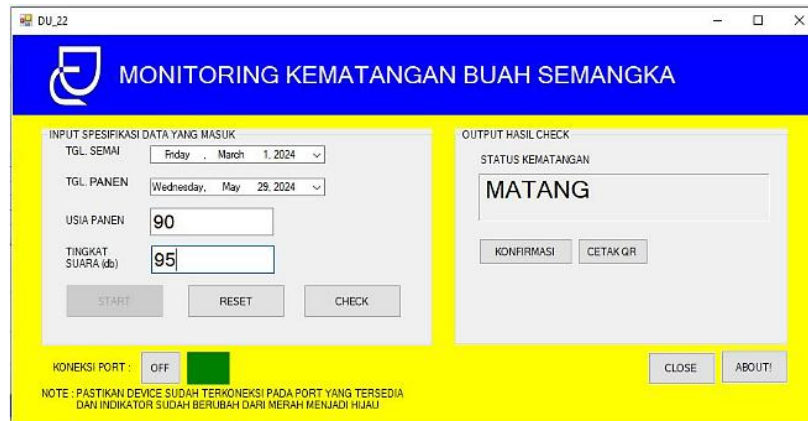 DU_22
MONITORING KEMATANGAN BUAH SEMANGKA
INPUT SPESIFIKASI DATA YANG MASUK
TGL. SEMAI
Friday , March 1, 2024
TGL. PANEN
Wednesday, May 29, 2024
USIA PANEN
90
TINGKAT
SUARA (db)
95
START
RESET
CHECK
OUTPUT HASIL CHECK
STATUS KEMATANGAN
MATANG
KONFIRMASI
CETAK QR
KONEKSI PORT :
OFF
CLOSE
ABOUT!
NOTE : PASTIKAN DEVICE SUDAH TERKONEKSI PADA PORT YANG TERSEDIA
DAN INDIKATOR SUDAH BERUBAH DARI MERAH MENJADI HIJAU